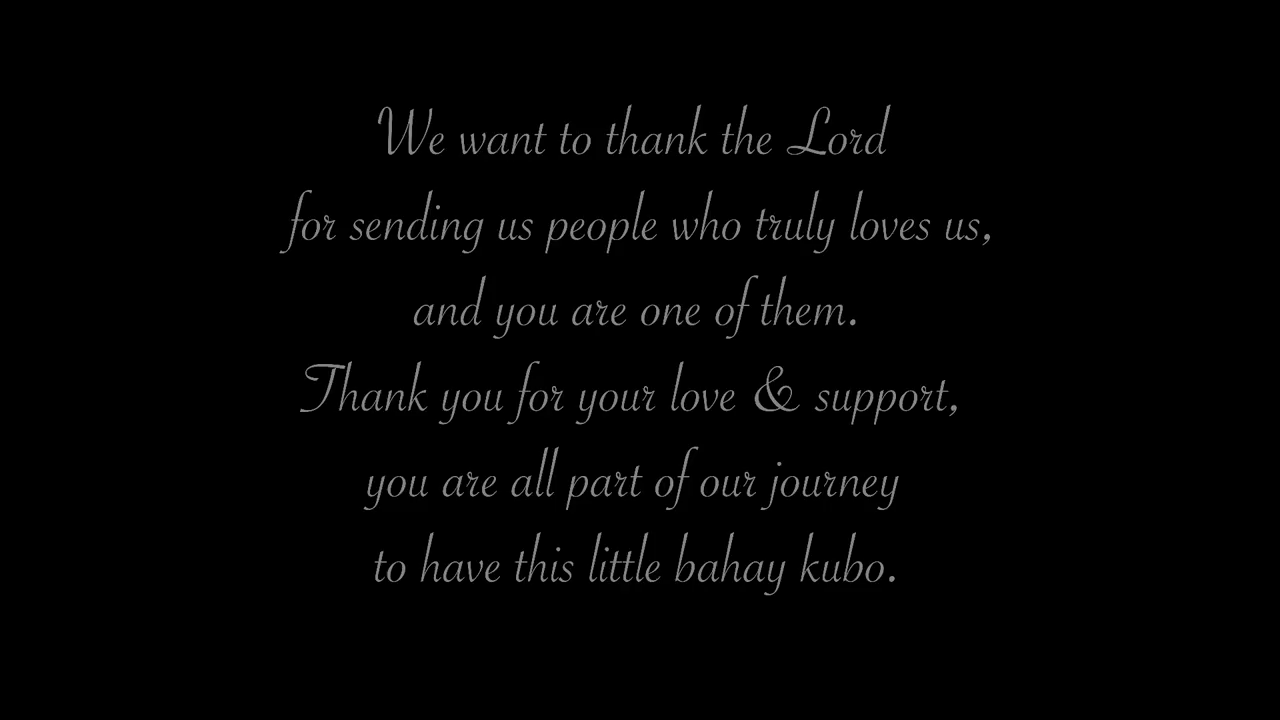 We want to thank the Lord
for sending us people who truly loves us,
and you are one of them.
Thank you for your love & support,
you are all part of our journey
to have this little bahay kubo.